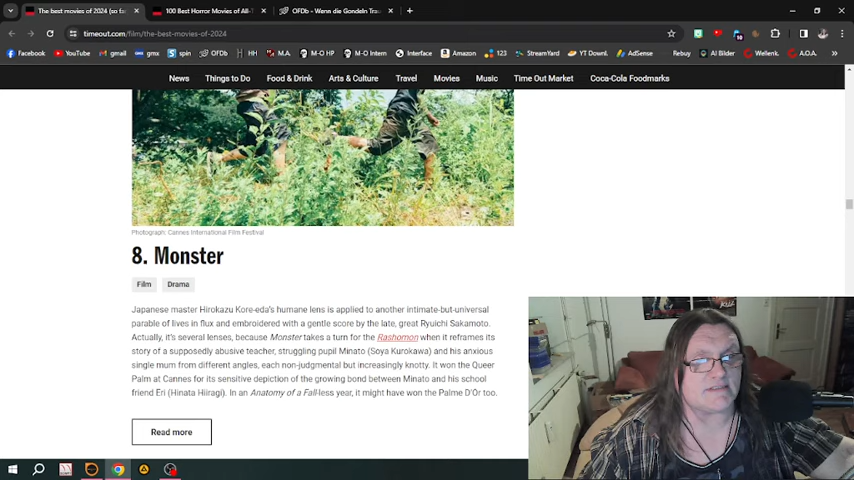 The best movies of 2024 (so fa
100 Best Horror Movies of All-T
OFDb - Wenn die Gondeln Trau
timeout.com/film/the-best-movies-of-2024
Facebook YouTube gmail gmx spin OFDb HH M.A. M-O HP M-O Intern Interface Amazon 123 StreamYard YT Downl. AdSense Rebuy AI Bilder Wellenk. A.O.A.
News Things to Do Food & Drink Arts & Culture Travel Movies Music Time Out Market Coca-Cola Foodmarks
Photograph: Cannes International Film Festival
8. Monster
Film Drama
Japanese master Hirokazu Kore-eda's humane lens is applied to another intimate-but-universal
parable of lives in flux and embroidered with a gentle score by the late, great Ryuichi Sakamoto.
Actually, it's several lenses, because Monster takes a turn for the Rashomon when it reframes its
story of a supposedly abusive teacher, struggling pupil Minato (Soya Kurokawa) and his anxious
single mum from different angles, each non-judgmental but increasingly knotty. It won the Queer
Palm at Cannes for its sensitive depiction of the growing bond between Minato and his school
friend Eri (Hinata Hiiragi). In an Anatomy of a Fall-less year, it might have won the Palme D'Or too.
Read more